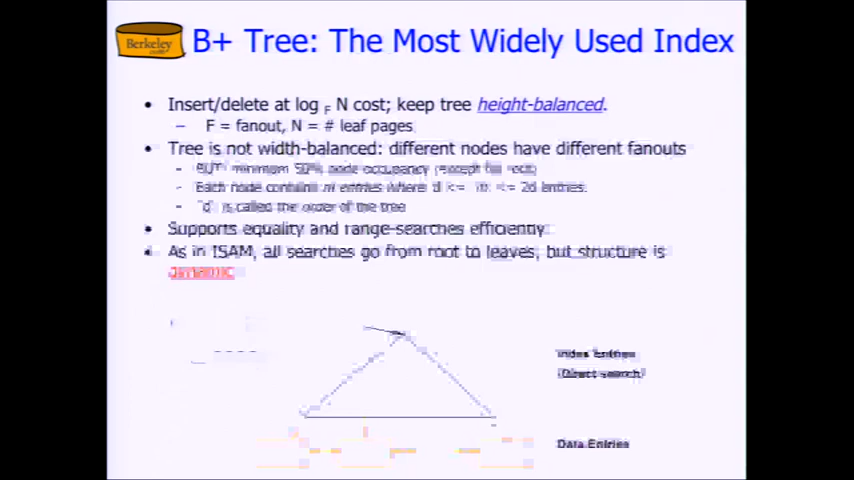 Berkeley
B+ Tree: The Most Widely Used Index
• Insert/delete at log F N cost; keep tree height-balanced.
– F = fanout, N = # leaf pages
• Tree is not width-balanced: different nodes have different fanouts
- BUT minimum 50% node occupancy (except for root)
- Each node contains m entries where d <= m <= 2d entries.
- "d" is called the order of the tree
• Supports equality and range-searches efficiently
• As in ISAM, all searches go from root to leaves, but structure is
dynamic
Index Entries
(Direct search)
Data Entries